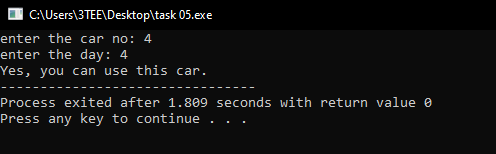 C:\Users\3TEE\Desktop\task 05.exe
enter the car no: 4
enter the day: 4
Yes, you can use this car.
--------------------------------
Process exited after 1.809 seconds with return value 0
Press any key to continue . . .